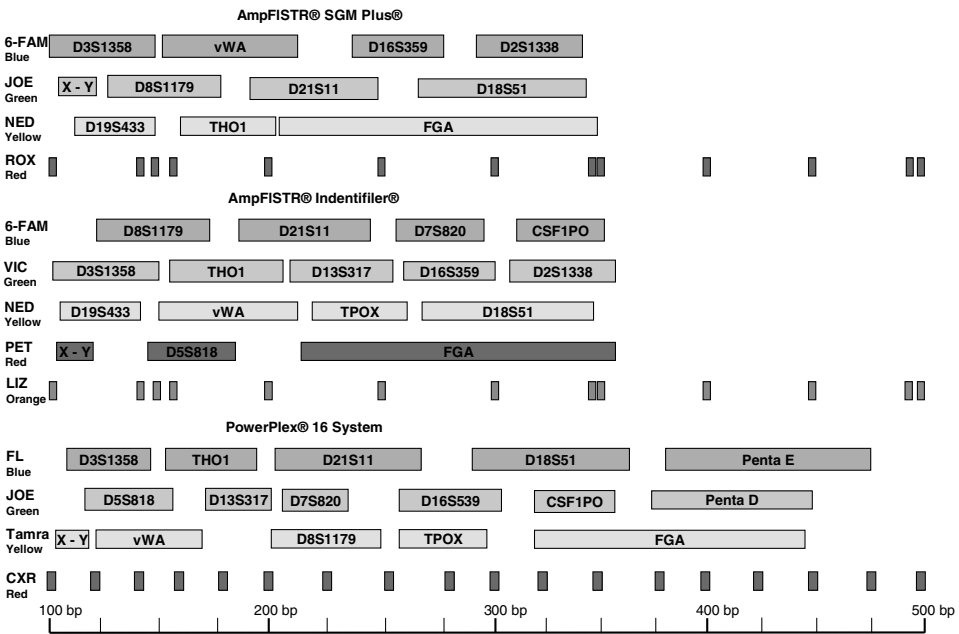 AmpFlSTR® SGM Plus®
6-FAM D3S1358 vWA D16S359 D2S1338
Blue
JOE X - Y D8S1179 D21S11 D18S51
Green
NED D19S433 THO1 FGA
Yellow
ROX
Red
AmpFlSTR® Indentifiler®
6-FAM D8S1179 D21S11 D7S820 CSF1PO
Blue
VIC D3S1358 THO1 D13S317 D16S359 D2S1338
Green
NED D19S433 vWA TPOX D18S51
Yellow
PET X - Y D5S818 FGA
Red
LIZ
Orange
PowerPlex® 16 System
FL D3S1358 THO1 D21S11 D18S51 Penta E
Blue
JOE D5S818 D13S317 D7S820 D16S539 CSF1PO Penta D
Green
Tamra X - Y vWA D8S1179 TPOX FGA
Yellow
CXR
Red
100 bp 200 bp 300 bp 400 bp 500 bp